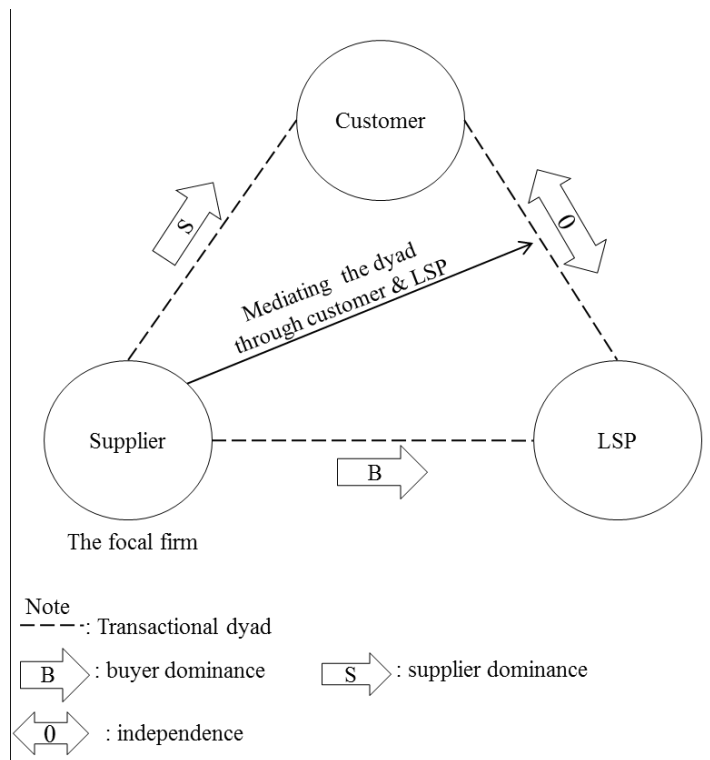 Customer
S
0
Mediating the dyad
through customer & LSP
Supplier
LSP
B
The focal firm
Note
: Transactional dyad
B : buyer dominance
S : supplier dominance
0 : independence